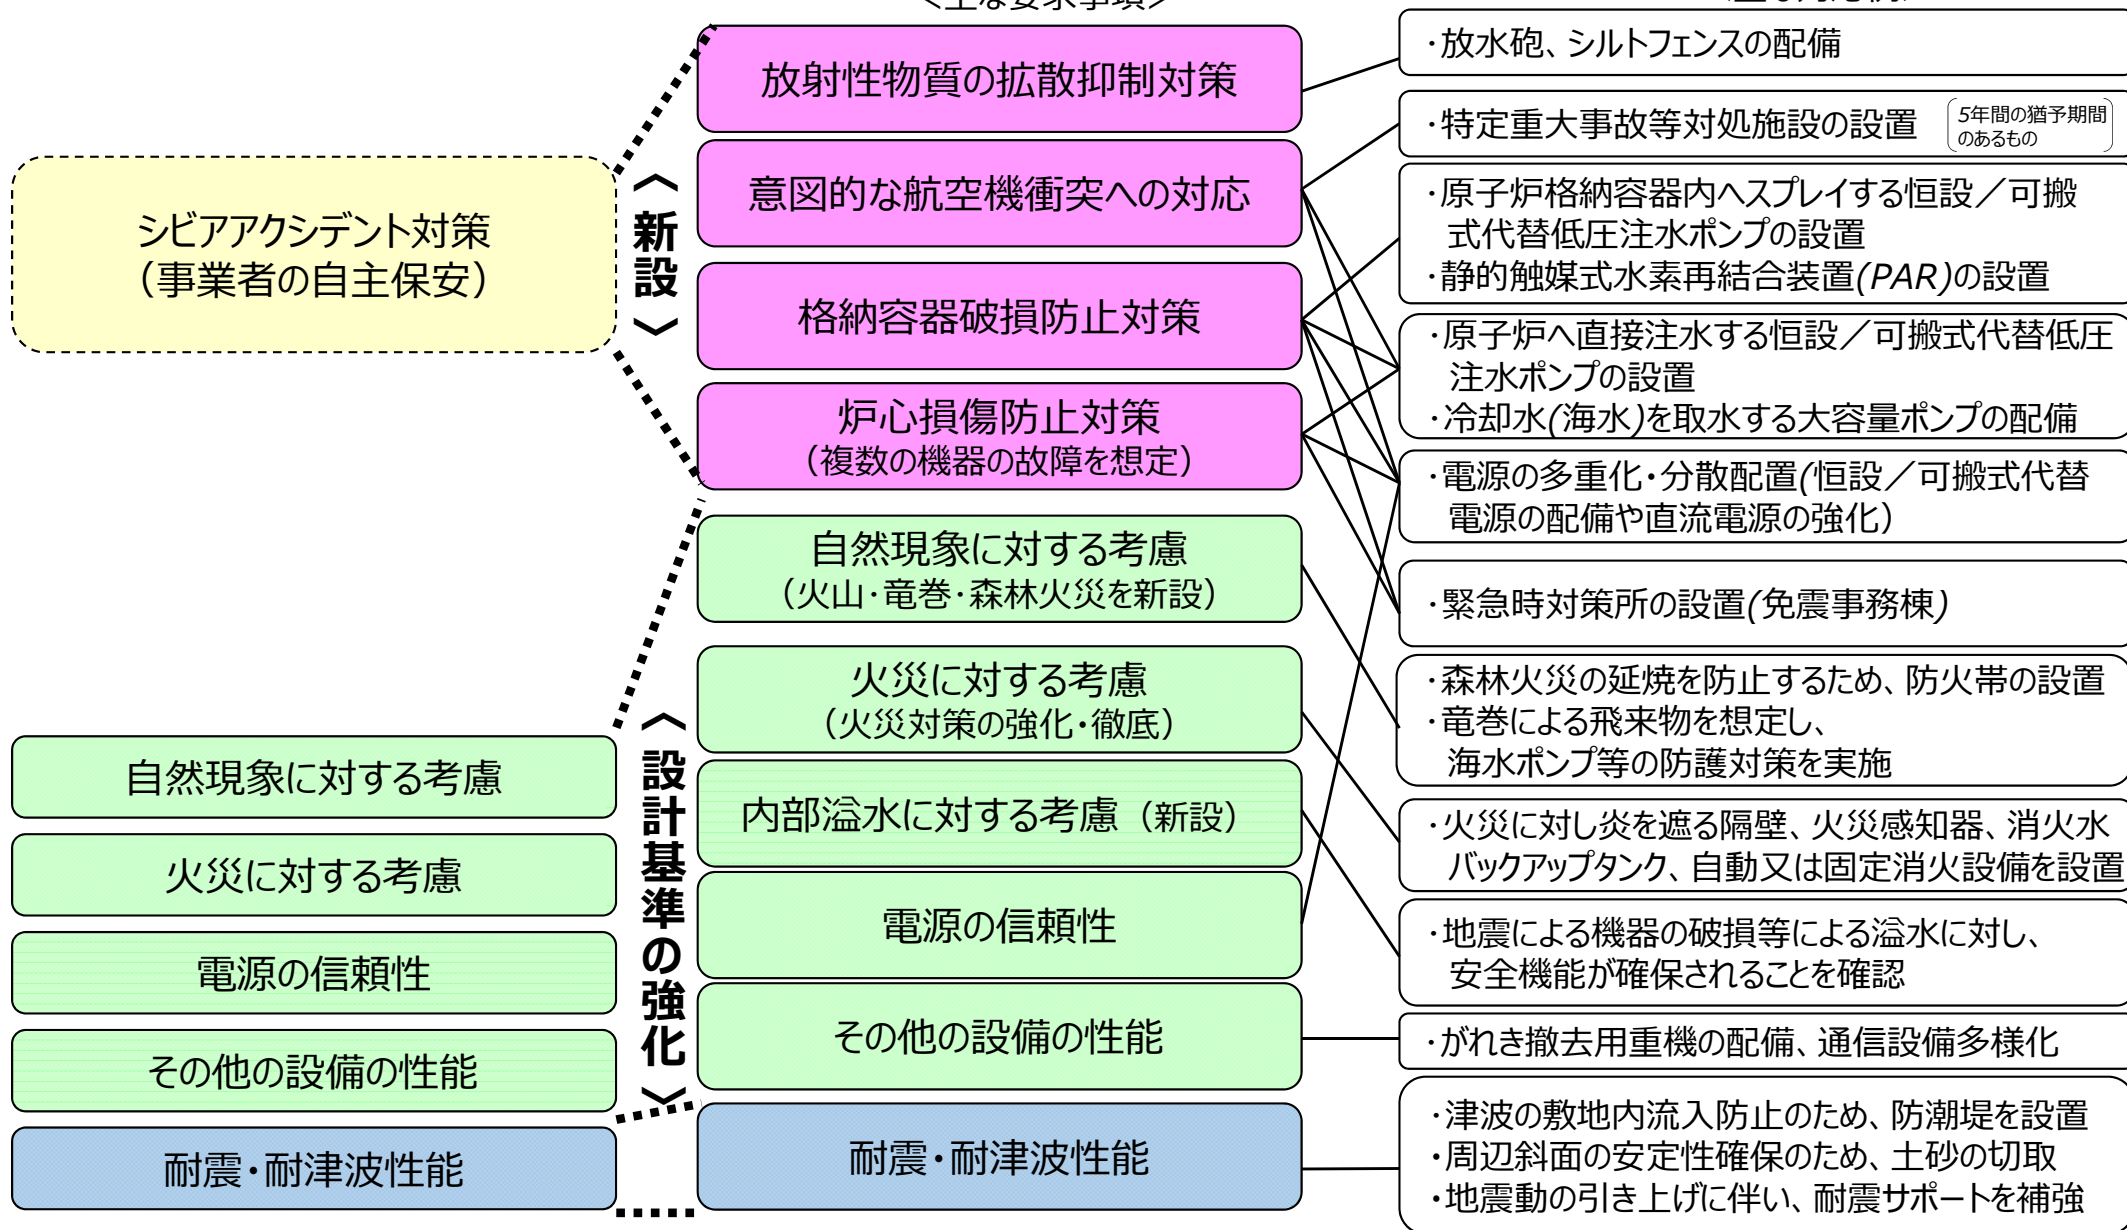 <主な要求事項>
シビアアクシデント対策
（事業者の自主保安）
自然現象に対する考慮
火災に対する考慮
電源の信頼性
その他の設備の性能
耐震・耐津波性能
〈新設〉
〈設計基準の強化〉
放射性物質の拡散抑制対策
意図的な航空機衝突への対応
格納容器破損防止対策
炉心損傷防止対策
（複数の機器の故障を想定）
自然現象に対する考慮
（火山・竜巻・森林火災を新設）
火災に対する考慮
（火災対策の強化・徹底）
内部溢水に対する考慮（新設）
電源の信頼性
その他の設備の性能
耐震・耐津波性能
・放水砲、シルトフェンスの配備
・特定重大事故等対処施設の設置
5年間の猶予期間
のあるもの
・原子炉格納容器内へスプレイする恒設／可搬
式代替低圧注水ポンプの設置
・静的触媒式水素再結合装置(PAR)の設置
・原子炉へ直接注水する恒設／可搬式代替低圧
注水ポンプの設置
・冷却水(海水)を取水する大容量ポンプの配備
・電源の多重化・分散配置(恒設／可搬式代替
電源の配備や直流電源の強化）
・緊急時対策所の設置(免震事務棟)
・森林火災の延焼を防止するため、防火帯の設置
・竜巻による飛来物を想定し、
海水ポンプ等の防護対策を実施
・火災に対し炎を遮る隔壁、火災感知器、消火水
バックアップタンク、自動又は固定消火設備を設置
・地震による機器の破損等による溢水に対し、
安全機能が確保されることを確認
・がれき撤去用重機の配備、通信設備多様化
・津波の敷地内流入防止のため、防潮堤を設置
・周辺斜面の安定性確保のため、土砂の切取
・地震動の引き上げに伴い、耐震サポートを補強